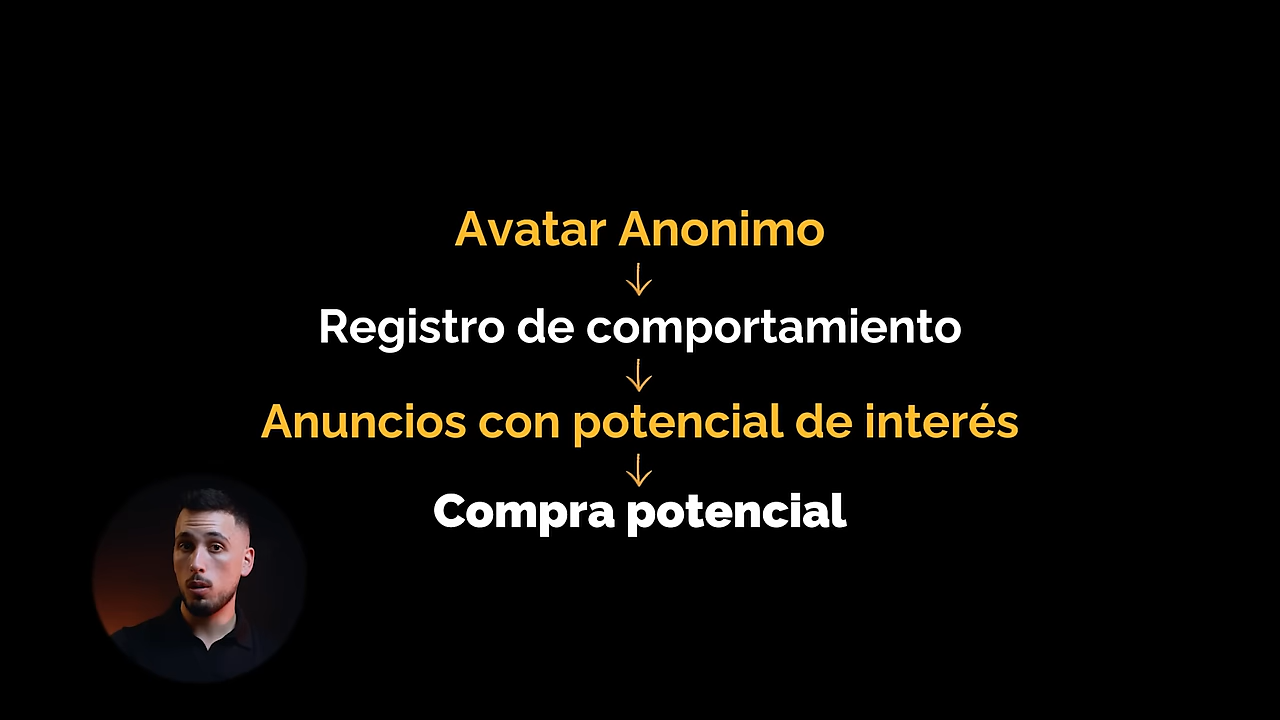 Avatar Anonimo
↓
Registro de comportamiento
↓
Anuncios con potencial de interés
↓
Compra potencial